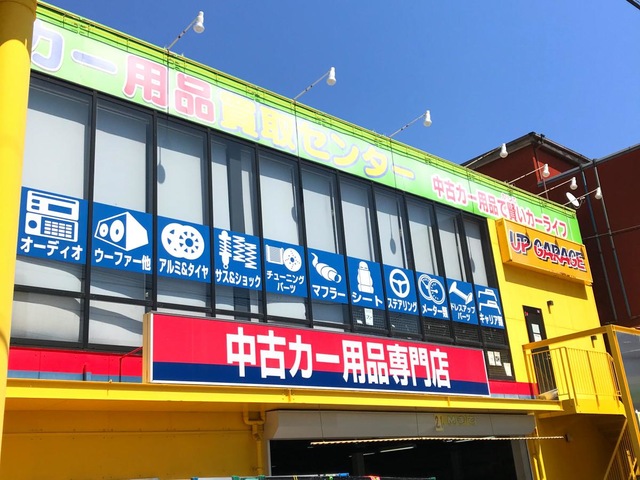 カー用品買取センター
中古カー用品で賢いカーライフ
UP GARAGE
オーディオ
ウーファー他
アルミ&タイヤ
サス&ショック
チューニング
パーツ
マフラー
シート
ステアリング
メーター類
ドレスアップ
パーツ
キャリア類
中古カー用品専門店